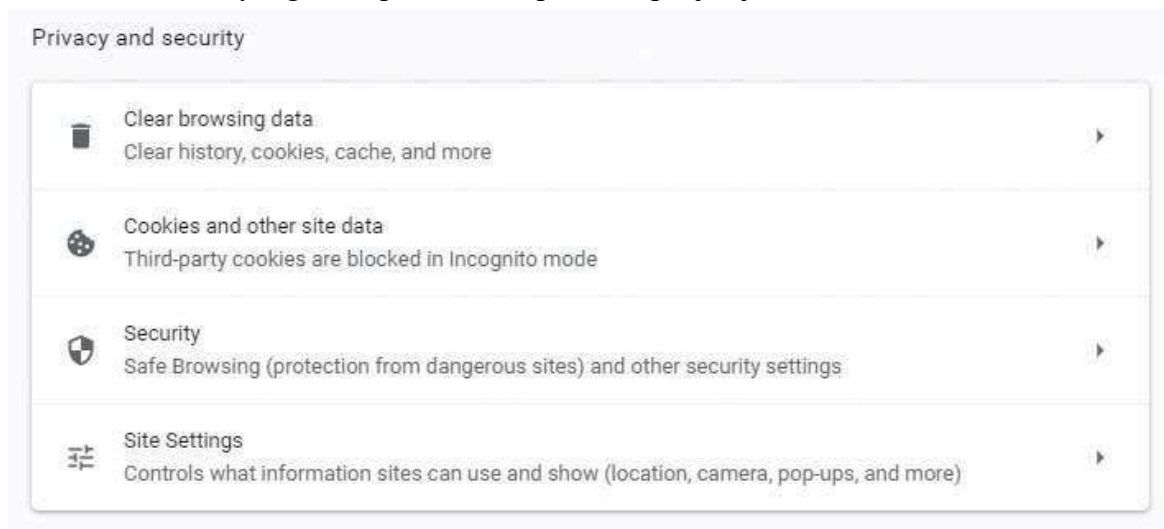 Privacy and security
Clear browsing data
Clear history, cookies, cache, and more
Cookies and other site data
Third-party cookies are blocked in Incognito mode
Security
Safe Browsing (protection from dangerous sites) and other security settings
Site Settings
Controls what information sites can use and show (location, camera, pop-ups, and more)